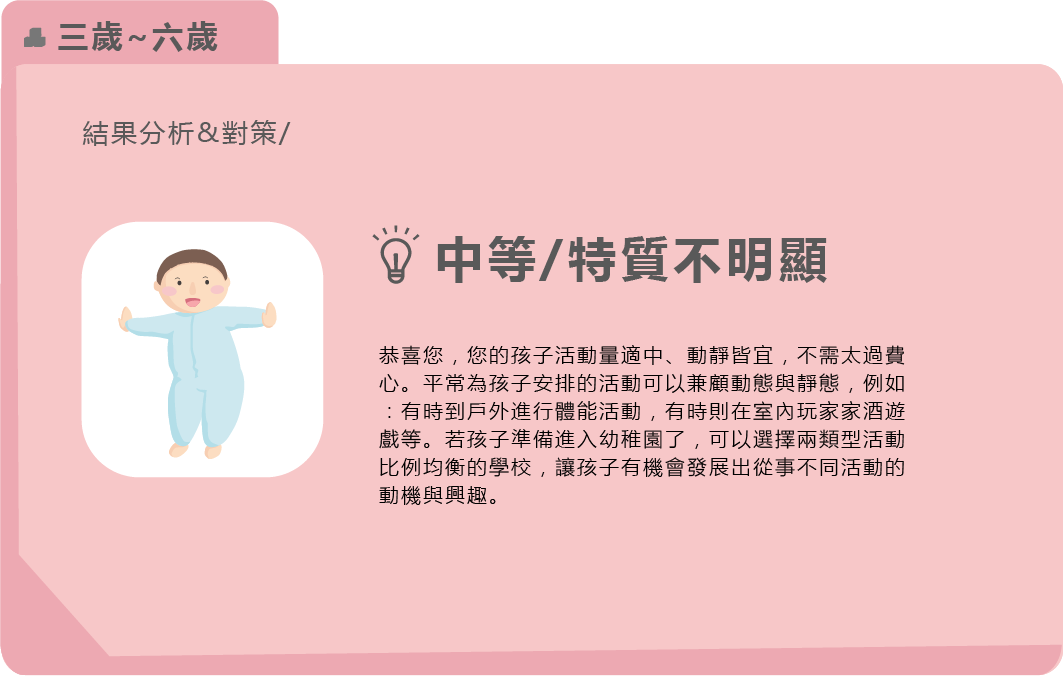 三歲~六歲
結果分析&對策/
中等/特質不明顯
恭喜您，您的孩子活動量適中、動靜皆宜，不需太過費
心。平常為孩子安排的活動可以兼顧動態與靜態，例如
：有時到戶外進行體能活動，有時則在室內玩家家酒遊
戲等。若孩子準備進入幼稚園了，可以選擇兩類型活動
比例均衡的學校，讓孩子有機會發展出從事不同活動的
動機與興趣。